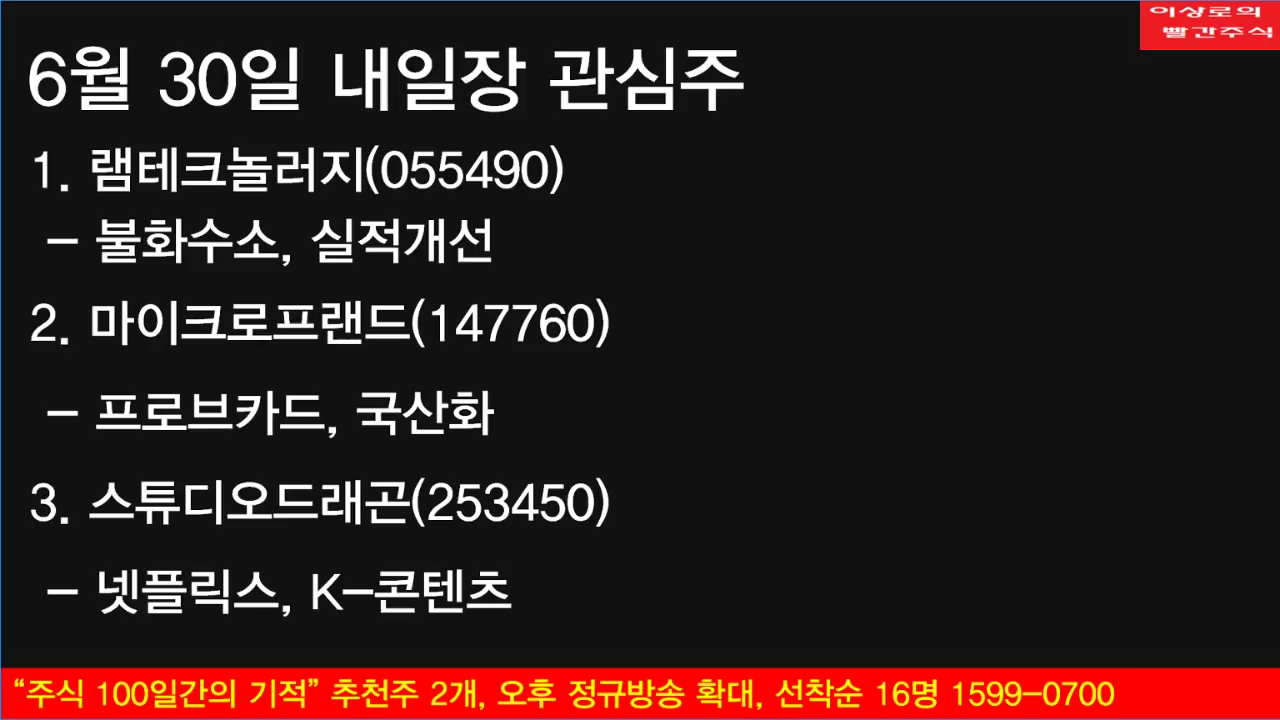 이상로의
빨간주식
6월 30일 내일장 관심주
1. 램테크놀러지(055490)
- 불화수소, 실적개선
2. 마이크로프랜드(147760)
- 프로브카드, 국산화
3. 스튜디오드래곤(253450)
- 넷플릭스, K-콘텐츠
“주식 100일간의 기적” 추천주 2개, 오후 정규방송 확대, 선착순 16명 1599-0700